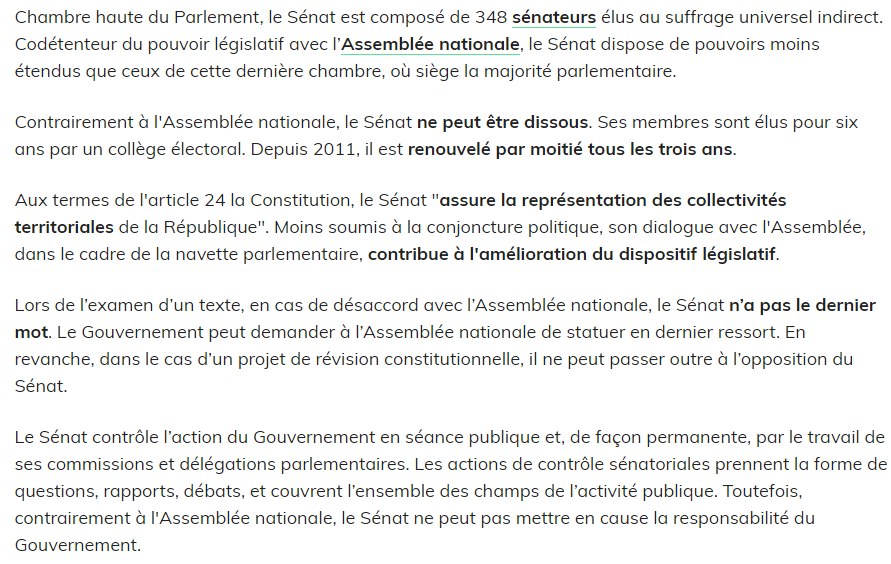 Chambre haute du Parlement, le Sénat est composé de 348 sénateurs élus au suffrage universel indirect.
Codétenteur du pouvoir législatif avec l’Assemblée nationale, le Sénat dispose de pouvoirs moins
étendus que ceux de cette dernière chambre, où siège la majorité parlementaire.
Contrairement à l'Assemblée nationale, le Sénat ne peut être dissous. Ses membres sont élus pour six
ans par un collège électoral. Depuis 2011, il est renouvelé par moitié tous les trois ans.
Aux termes de l'article 24 la Constitution, le Sénat "assure la représentation des collectivités
territoriales de la République". Moins soumis à la conjoncture politique, son dialogue avec l'Assemblée,
dans le cadre de la navette parlementaire, contribue à l'amélioration du dispositif législatif.
Lors de l’examen d’un texte, en cas de désaccord avec l’Assemblée nationale, le Sénat n’a pas le dernier
mot. Le Gouvernement peut demander à l’Assemblée nationale de statuer en dernier ressort. En
revanche, dans le cas d’un projet de révision constitutionnelle, il ne peut passer outre à l’opposition du
Sénat.
Le Sénat contrôle l’action du Gouvernement en séance publique et, de façon permanente, par le travail de
ses commissions et délégations parlementaires. Les actions de contrôle sénatoriales prennent la forme de
questions, rapports, débats, et couvrent l’ensemble des champs de l’activité publique. Toutefois,
contrairement à l'Assemblée nationale, le Sénat ne peut pas mettre en cause la responsabilité du
Gouvernement.